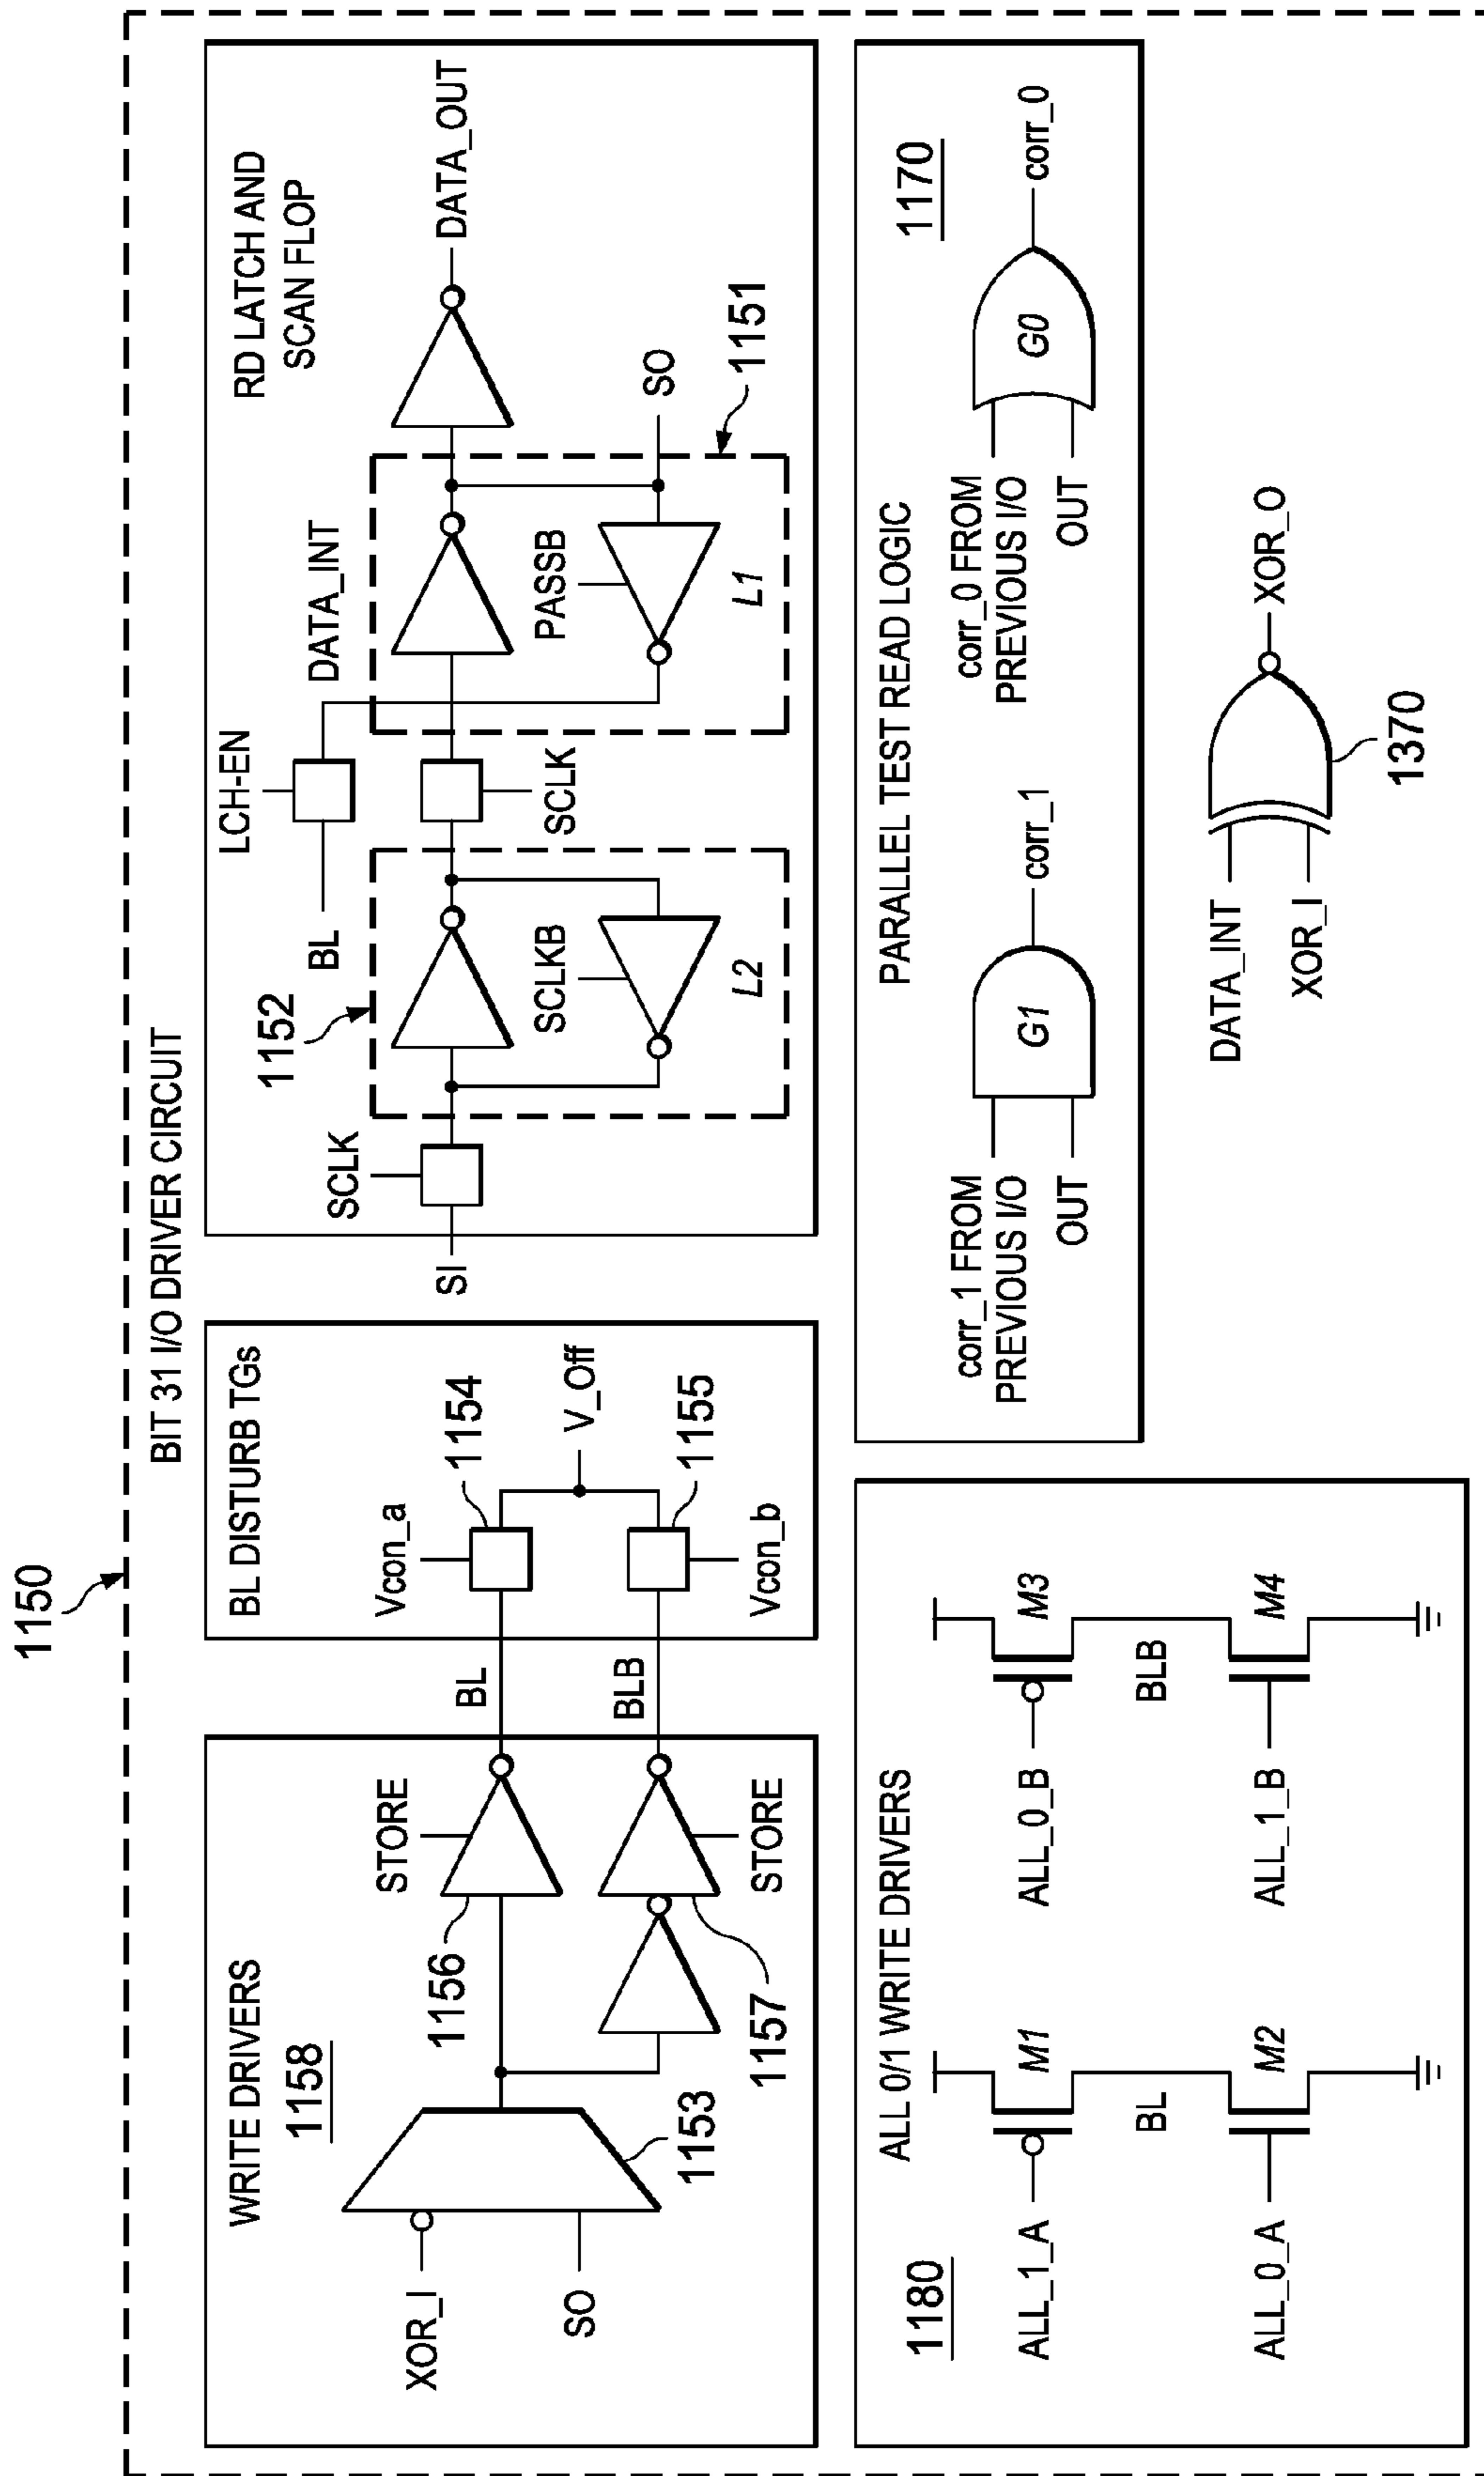 1150
BIT 31 I/O DRIVER CIRCUIT
WRITE DRIVERS
1158
XOR_I
SO
1153
1156
STORE
1157
STORE
BL
BLB
BL DISTURB TGs
Vcon_a
1154
V_Off
1155
Vcon_b
RD LATCH AND
SCAN FLOP
SI
SCLK
1152
SCLKB
L2
BL
LCH-EN
SCLK
DATA_INT
PASSB
L1
SO
1151
DATA_OUT
ALL 0/1 WRITE DRIVERS
1180
ALL_1_A
M1
BL
ALL_0_A
M2
ALL_0_B
M3
BLB
ALL_1_B
M4
PARALLEL TEST READ LOGIC
1170
corr_1 FROM
PREVIOUS I/O
OUT
G1
corr_1
corr_0 FROM
PREVIOUS I/O
OUT
G0
corr_0
DATA_INT
XOR_I
XOR_O
1370